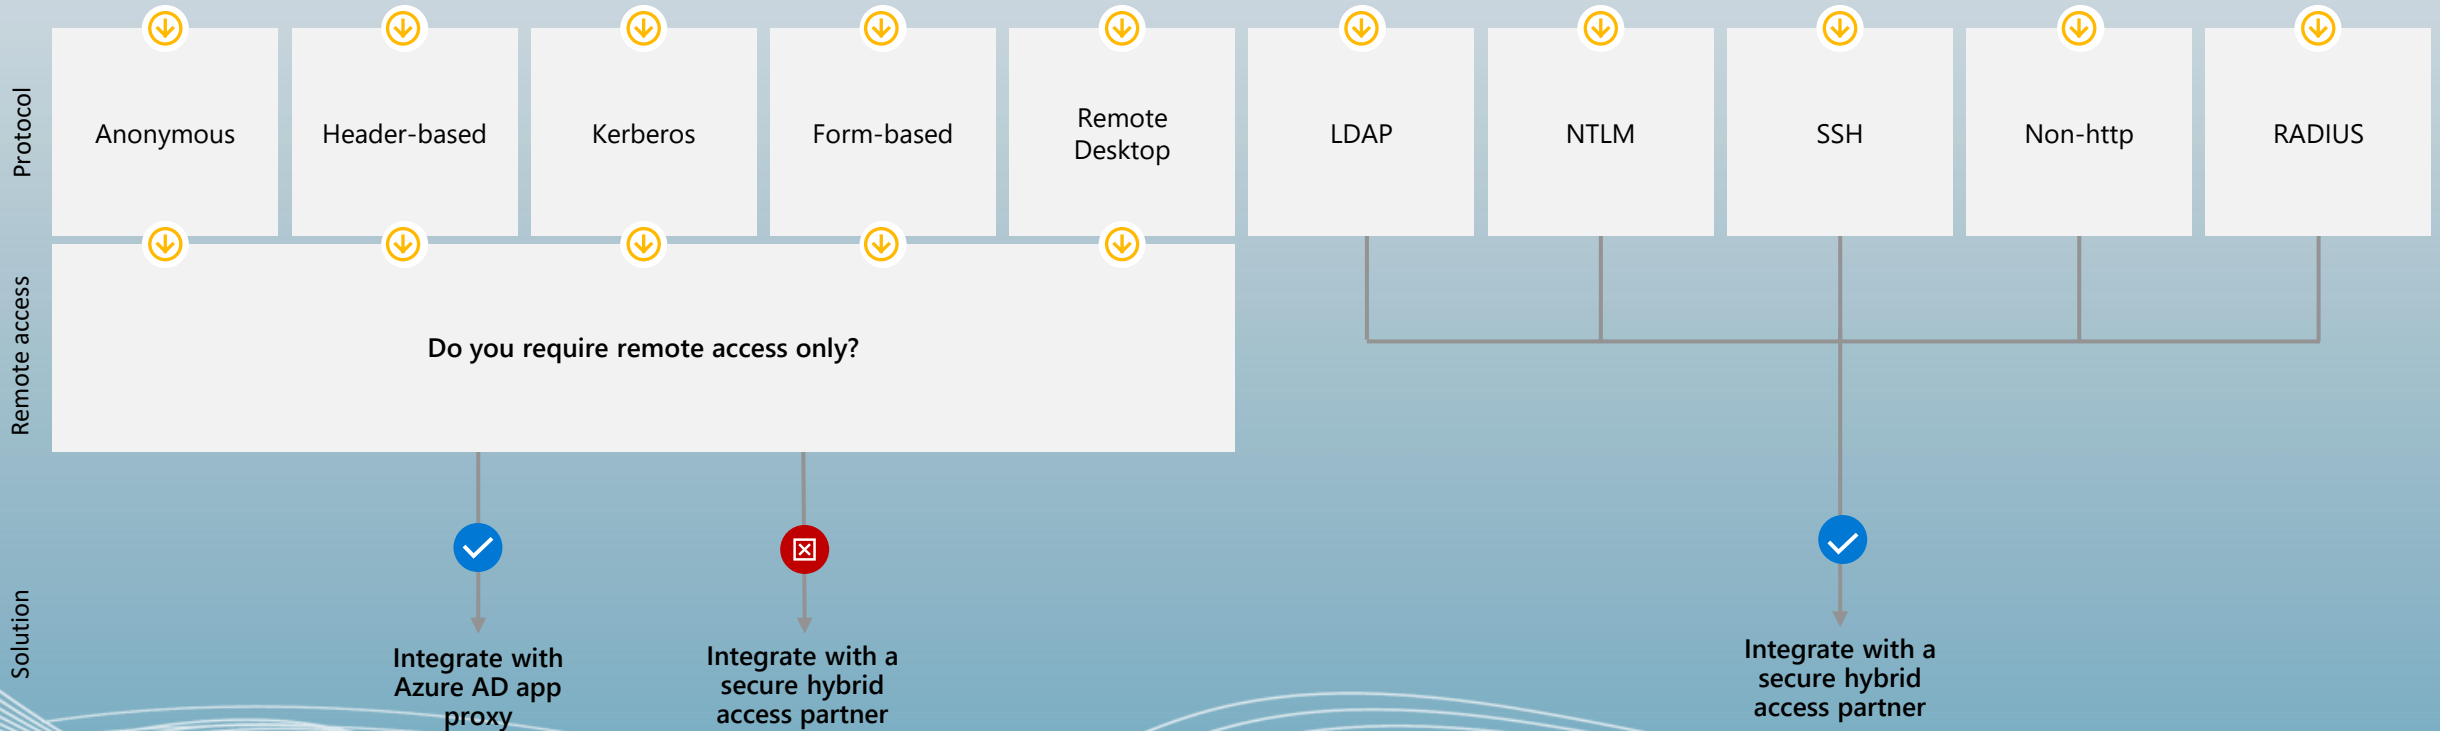 Protocol
Anonymous
Header-based
Kerberos
Form-based
Remote
Desktop
LDAP
NTLM
SSH
Non-http
RADIUS
Remote access
Do you require remote access only?
Solution
Integrate with
Azure AD app
proxy
Integrate with a
secure hybrid
access partner
Integrate with a
secure hybrid
access partner